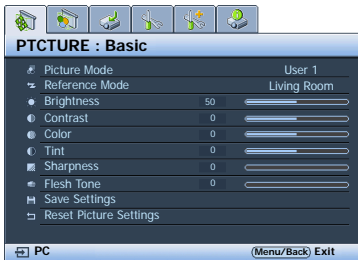 PTCTURE : Basic
Picture Mode User 1
Reference Mode Living Room
Brightness 50
Contrast 0
Color 0
Tint 0
Sharpness 0
Flesh Tone 0
Save Settings
Reset Picture Settings
PC Menu/Back Exit